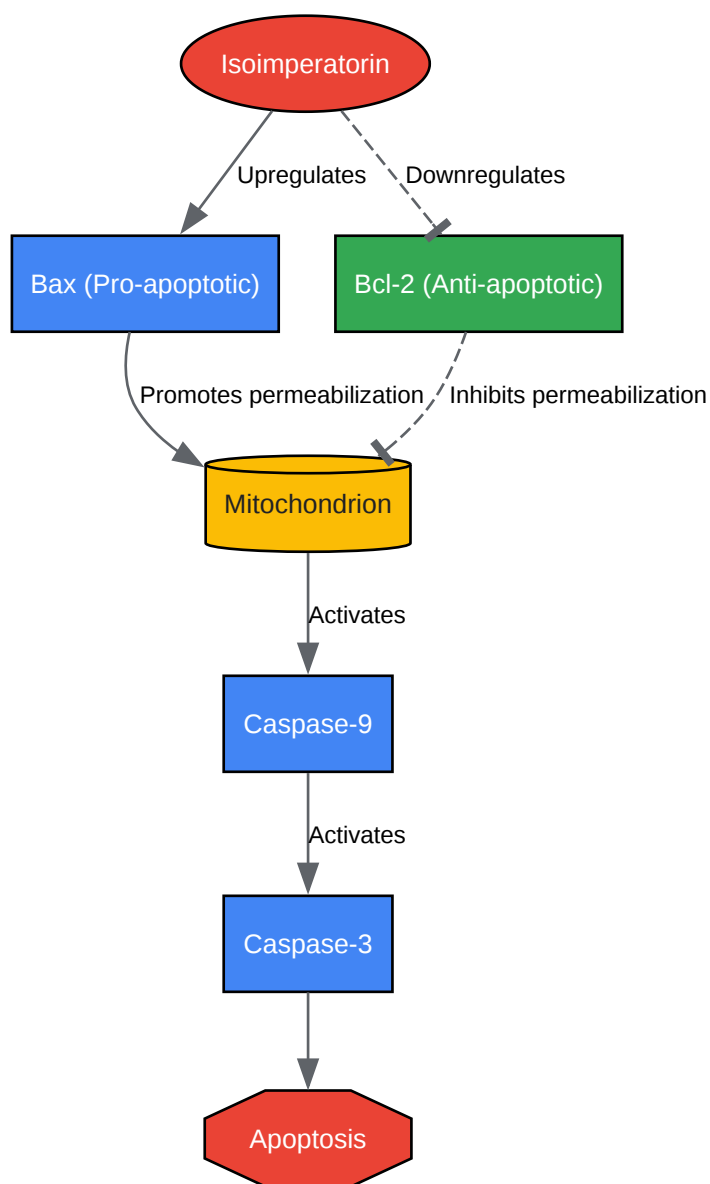 Isoimperatorin
Upregulates
Downregulates
Bax (Pro-apoptotic)
Bcl-2 (Anti-apoptotic)
Promotes permeabilization
Inhibits permeabilization
Mitochondrion
Activates
Caspase-9
Activates
Caspase-3
Apoptosis